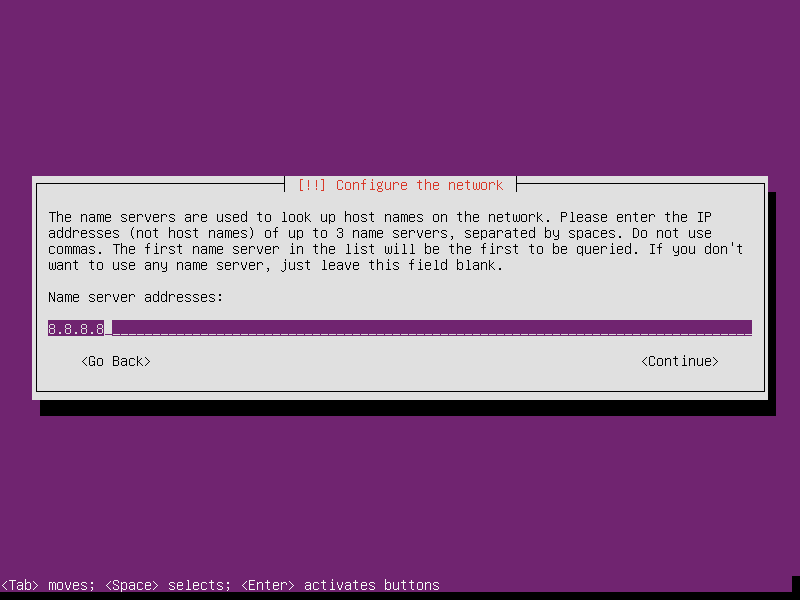 [!!] Configure the network
The name servers are used to look up host names on the network. Please enter the IP
addresses (not host names) of up to 3 name servers, separated by spaces. Do not use
commas. The first name server in the list will be the first to be queried. If you don't
want to use any name server, just leave this field blank.
Name server addresses:
8.8.8.8
<Go Back> <Continue>
<Tab> moves; <Space> selects; <Enter> activates buttons